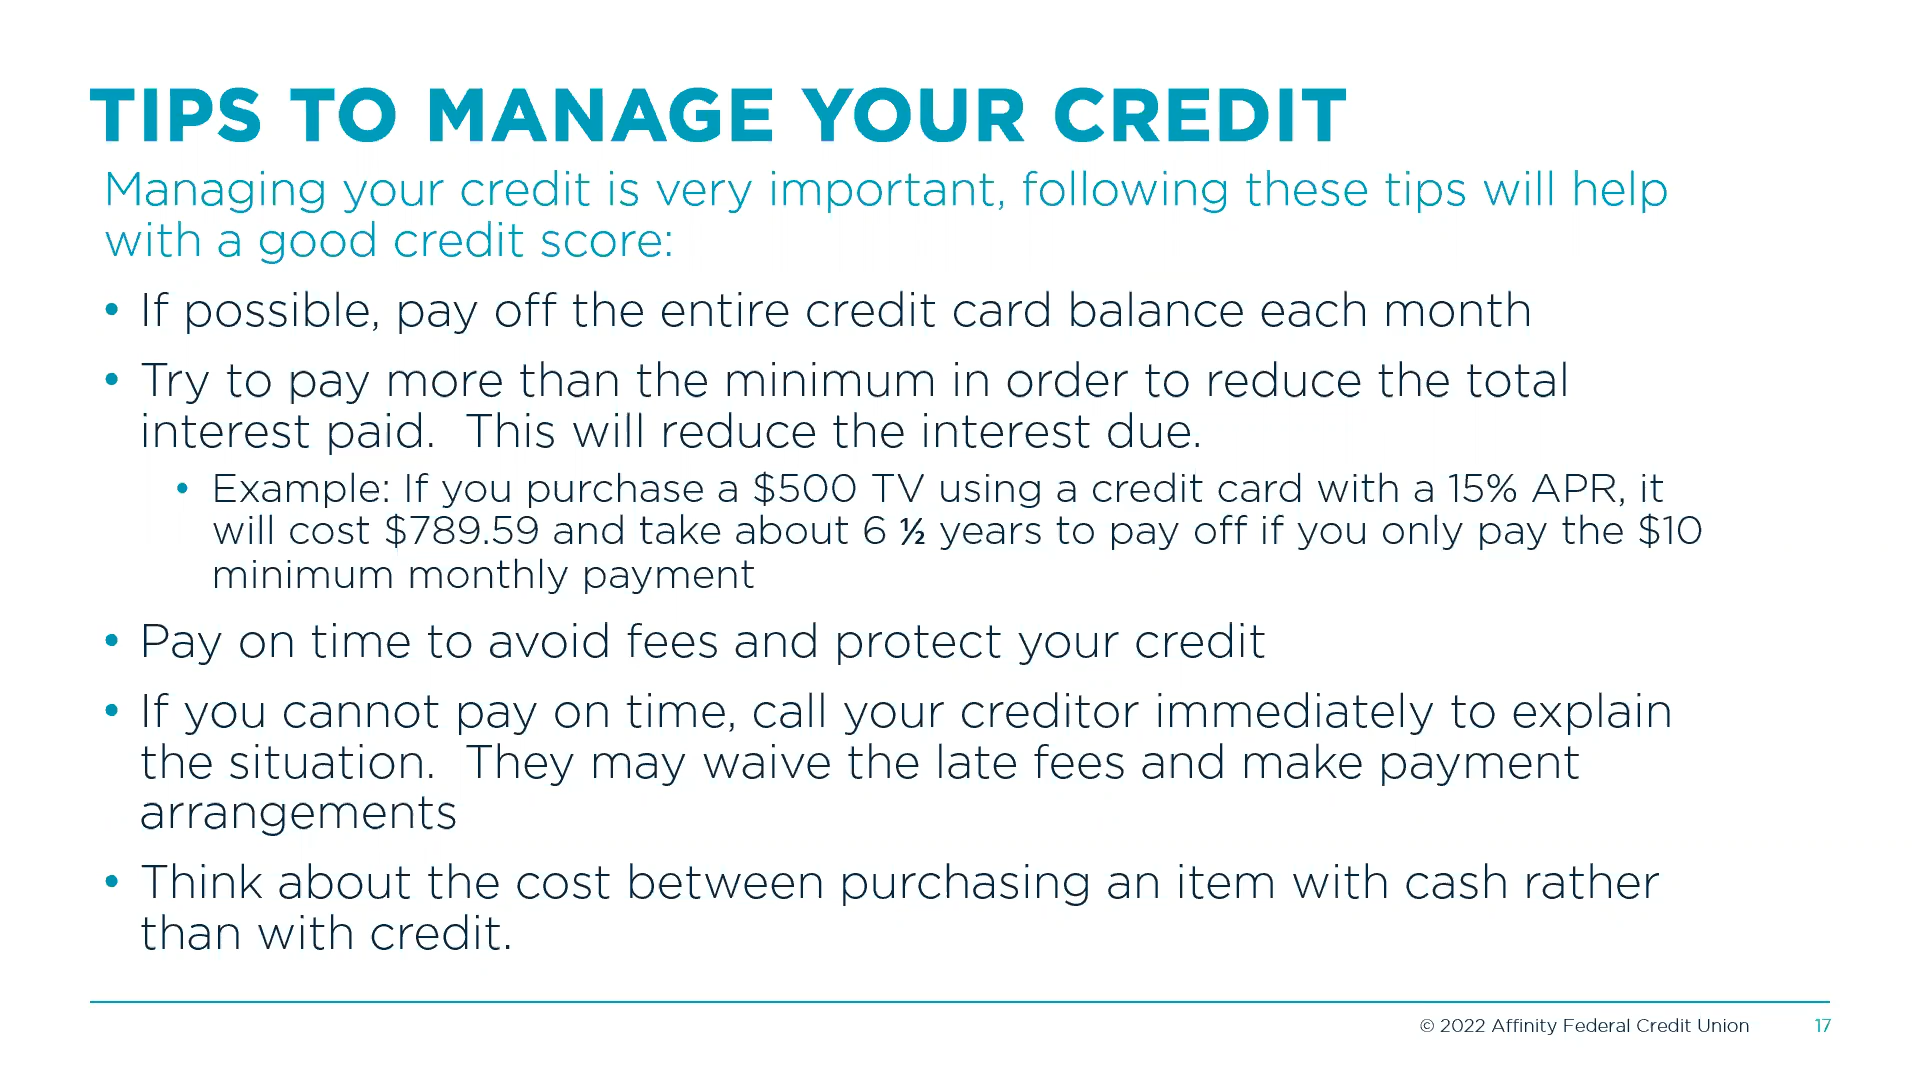 TIPS TO MANAGE YOUR CREDIT
Managing your credit is very important, following these tips will help
with a good credit score:
• If possible, pay off the entire credit card balance each month
• Try to pay more than the minimum in order to reduce the total
interest paid.  This will reduce the interest due.
• Example: If you purchase a $500 TV using a credit card with a 15% APR, it
will cost $789.59 and take about 6 ½ years to pay off if you only pay the $10
minimum monthly payment
• Pay on time to avoid fees and protect your credit
• If you cannot pay on time, call your creditor immediately to explain
the situation.  They may waive the late fees and make payment
arrangements
• Think about the cost between purchasing an item with cash rather
than with credit.
© 2022 Affinity Federal Credit Union 17